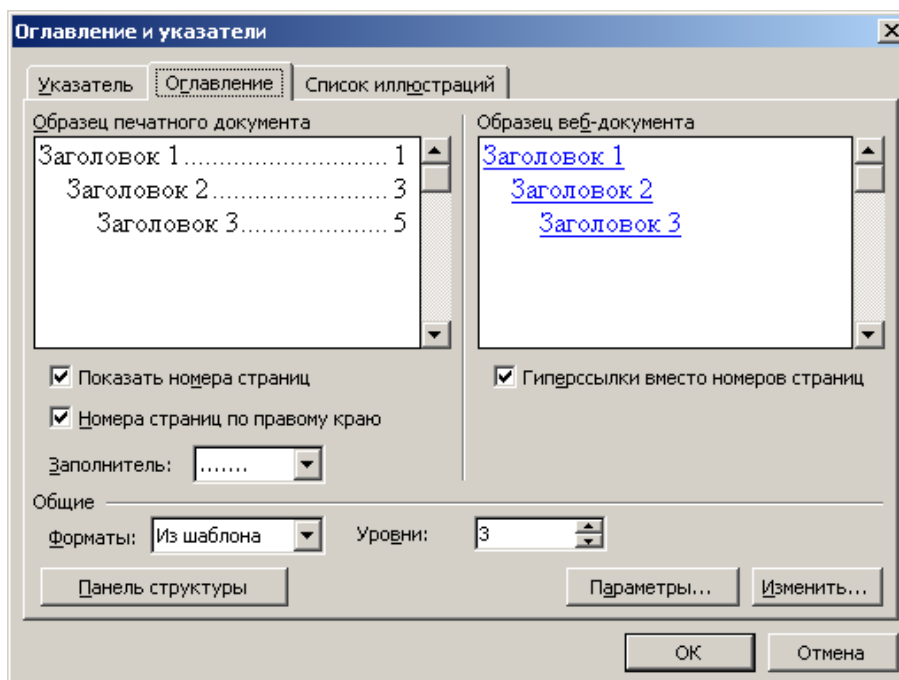 Оглавление и указатели
Указатель Оглавление Список иллюстраций
Образец печатного документа
Заголовок 1............................. 1
Заголовок 2......................... 3
Заголовок 3..................... 5
Образец веб-документа
Заголовок 1
Заголовок 2
Заголовок 3
Показать номера страниц
Номера страниц по правому краю
Заполнитель: .......
Гиперссылки вместо номеров страниц
Общие
Форматы: Из шаблона Уровни: 3
Панель структуры Параметры... Изменить...
ОК Отмена